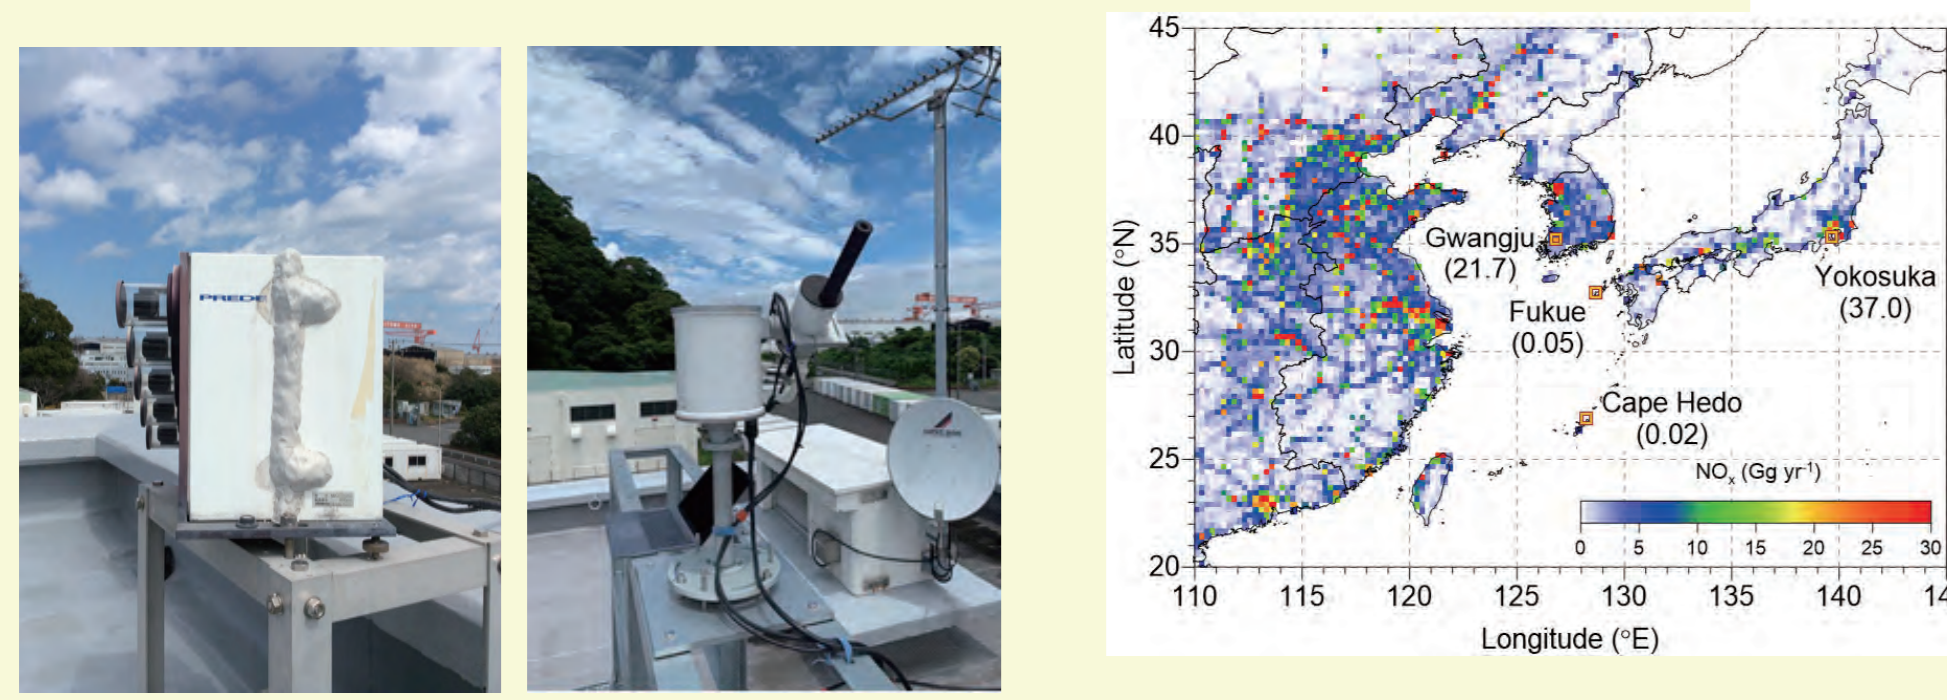 PREDE
45
40
35
30
25
20
Latitude (°N)
Gwangju
(21.7)
Fukue
(0.05)
Yokosuka
(37.0)
Cape Hedo
(0.02)
NOx (Gg yr-1)
0 5 10 15 20 25 30
110 115 120 125 130 135 140 14
Longitude (°E)